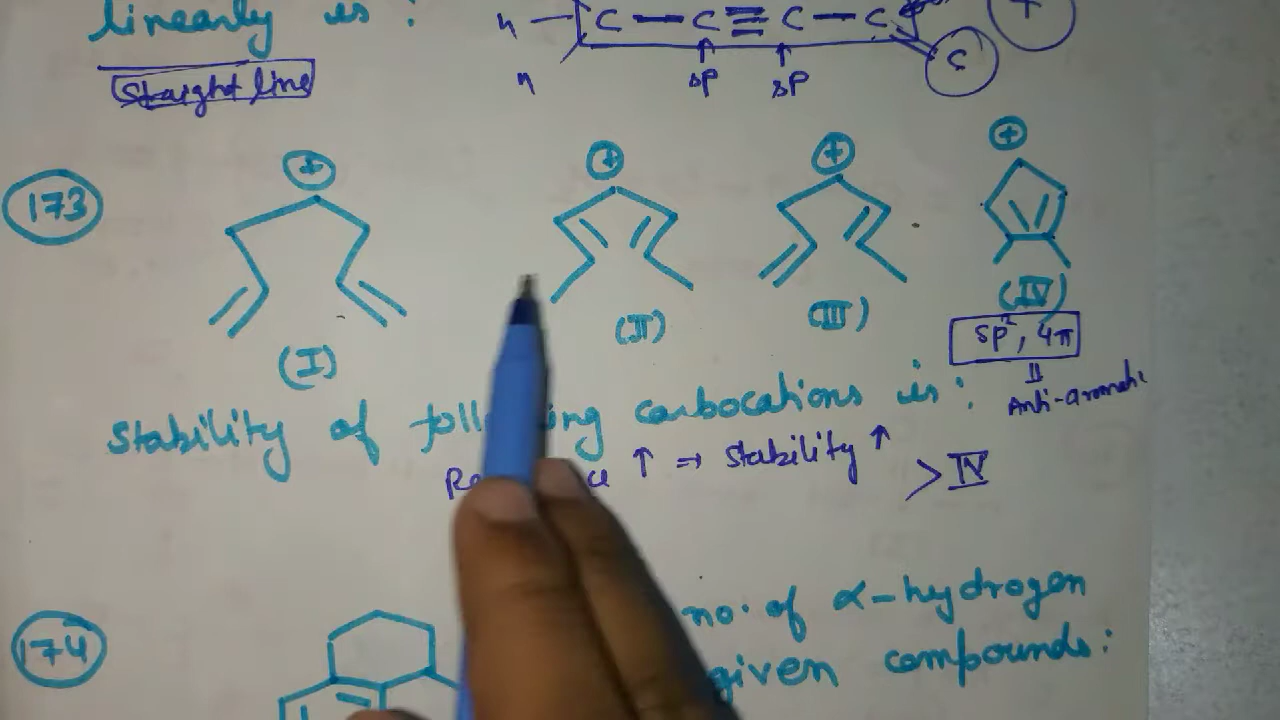 linearly is :
Straight line
n — C — C ≡ C — C
n
sp sp
C
+
173
+ + + +
(I) (II) (III) (IV)
sp², 4π
Anti-aromatic
Stability of following carbocations is :
↑ ⇒ Stability ↑
> IV
174
no. of α-hydrogen
given compounds :